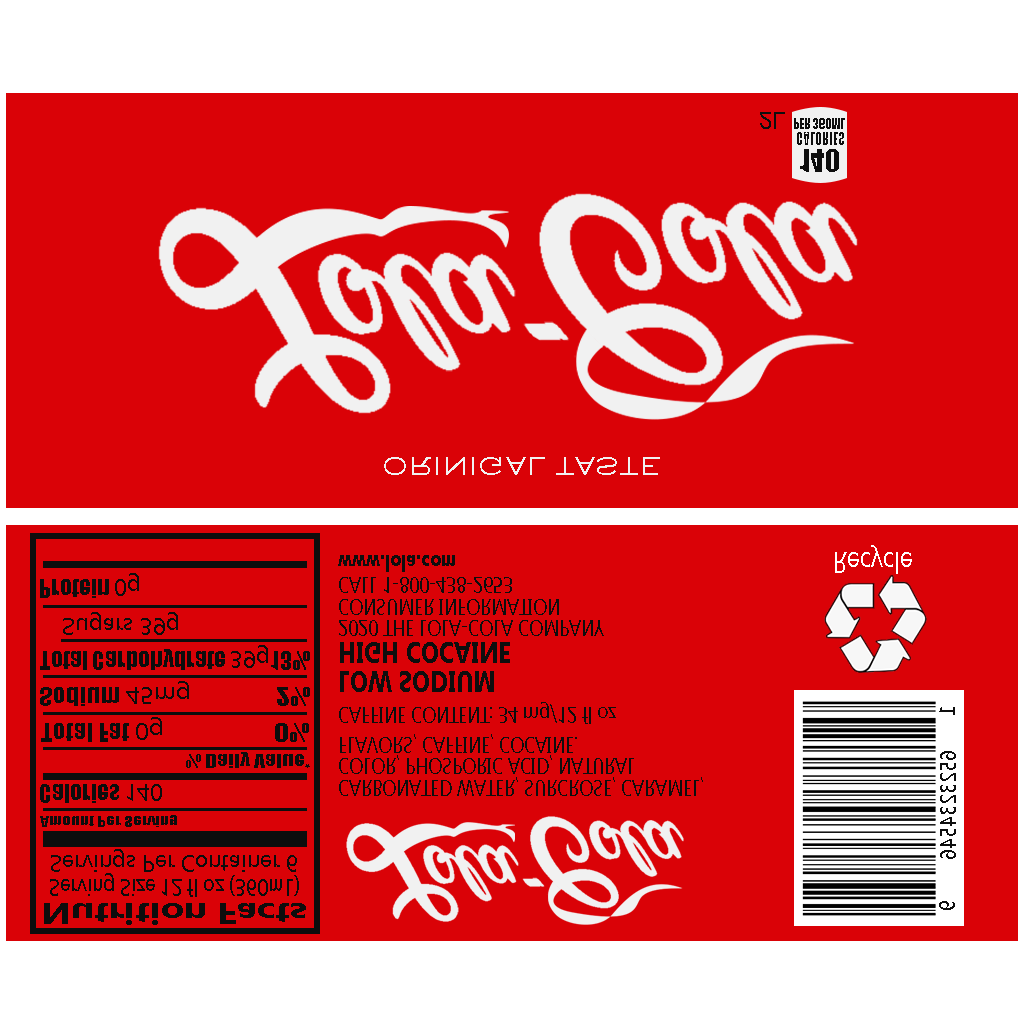 Nutrition Facts
Serving Size 12 fl oz (360mL)
Servings Per Container 6
Amount Per Serving
Calories 140
% Daily Value*
Total Fat 0g 0%
Sodium 45mg 2%
Total Carbohydrate 39g 13%
Sugars 39g
Protein 0g
Lola-Cola
CARBONATED WATER, SURCROSE, CARAMEL,
COLOR, PHOSPORIC ACID, NATURAL
FLAVORS, CAFFINE, COCAINE.
CAFFINE CONTENT: 34 mg/12 fl oz
LOW SODIUM
HIGH COCAINE
2020 THE LOLA-COLA COMPANY
CONSUMER INFORMATION
CALL 1-800-438-2653
www.lola.com
1 6523234546 9
Recycle
ORINIGAL TASTE
Lola-Cola
140
CALORIES
PER 360ML
2L